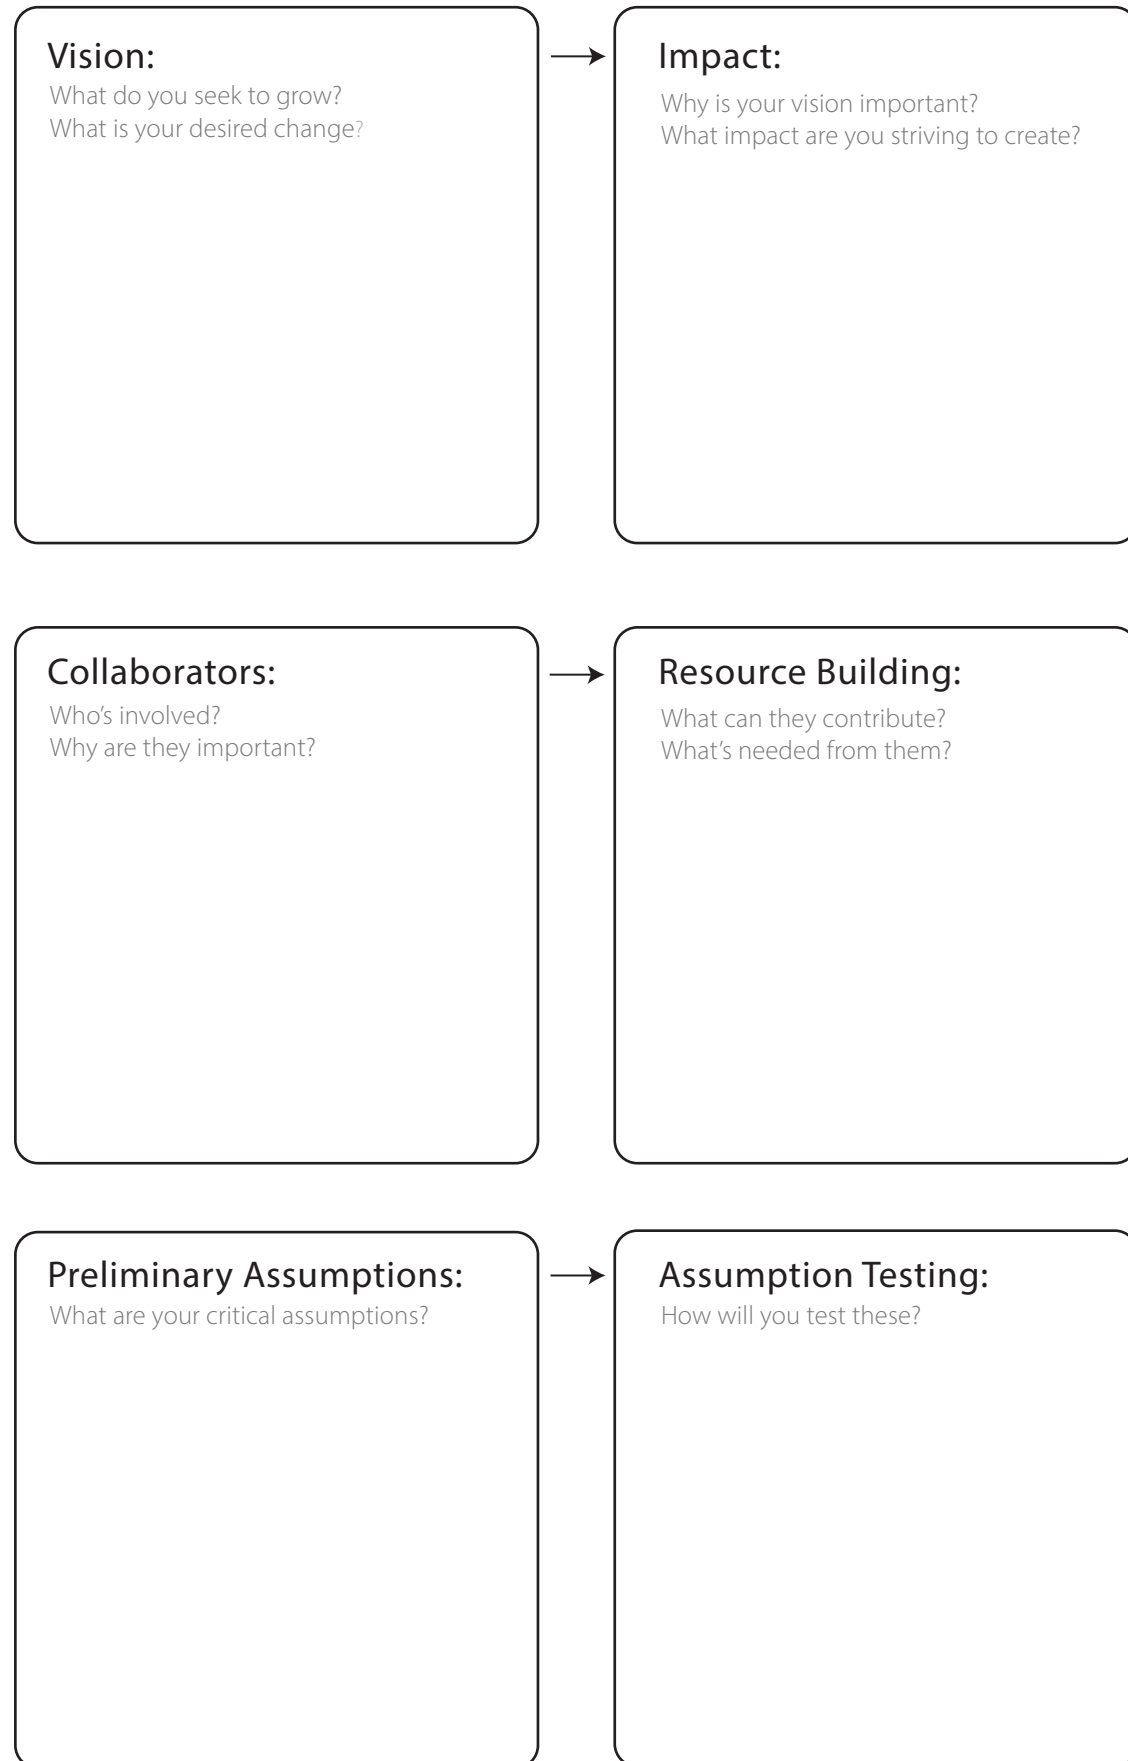 Vision:
What do you seek to grow?
What is your desired change?
Impact:
Why is your vision important?
What impact are you striving to create?
Collaborators:
Who's involved?
Why are they important?
Resource Building:
What can they contribute?
What's needed from them?
Preliminary Assumptions:
What are your critical assumptions?
Assumption Testing:
How will you test these?